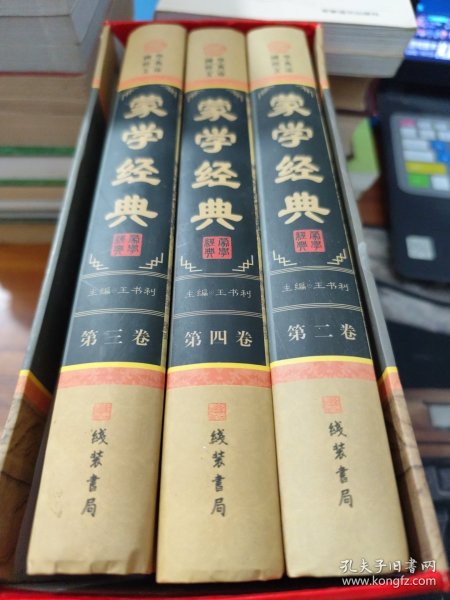 蒙学经典
主编○王书利
第三卷
线装书局
蒙学经典
主编○王书利
第四卷
线装书局
蒙学经典
主编○王书利
第二卷
线装书局
孔夫子旧书网
www.kongfz.com